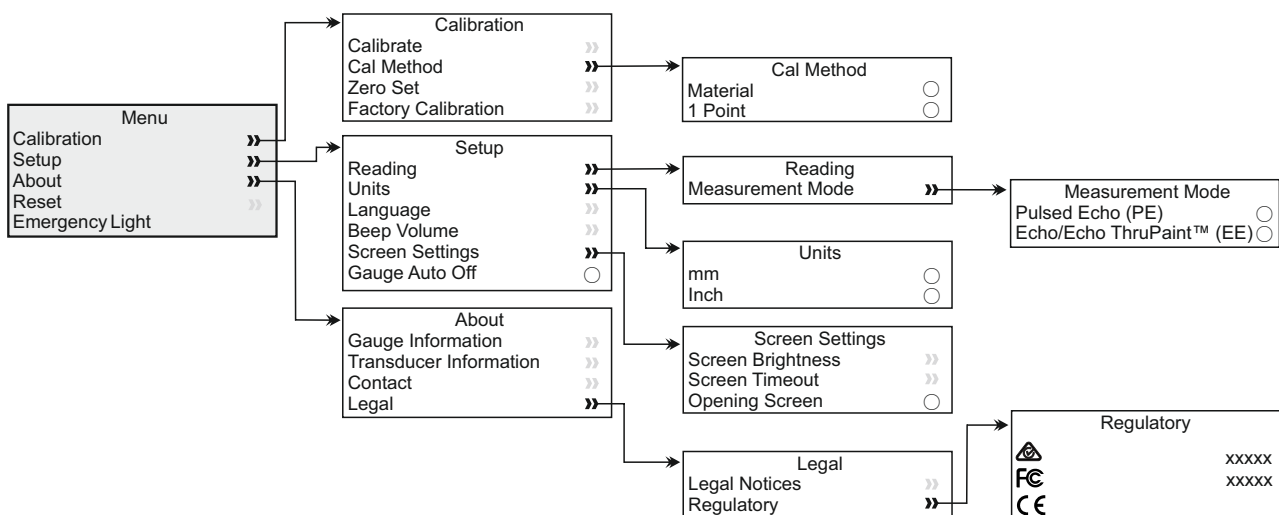 Menu
Calibration
Setup
About
Reset
Emergency Light
Calibration
Calibrate
Cal Method
Zero Set
Factory Calibration
Cal Method
Material
1 Point
Setup
Reading
Units
Language
Beep Volume
Screen Settings
Gauge Auto Off
Reading
Measurement Mode
Measurement Mode
Pulsed Echo (PE)
Echo/Echo ThruPaint™ (EE)
Units
mm
Inch
Screen Settings
Screen Brightness
Screen Timeout
Opening Screen
About
Gauge Information
Transducer Information
Contact
Legal
Legal
Legal Notices
Regulatory
Regulatory
xxxxx
FC xxxxx
CE